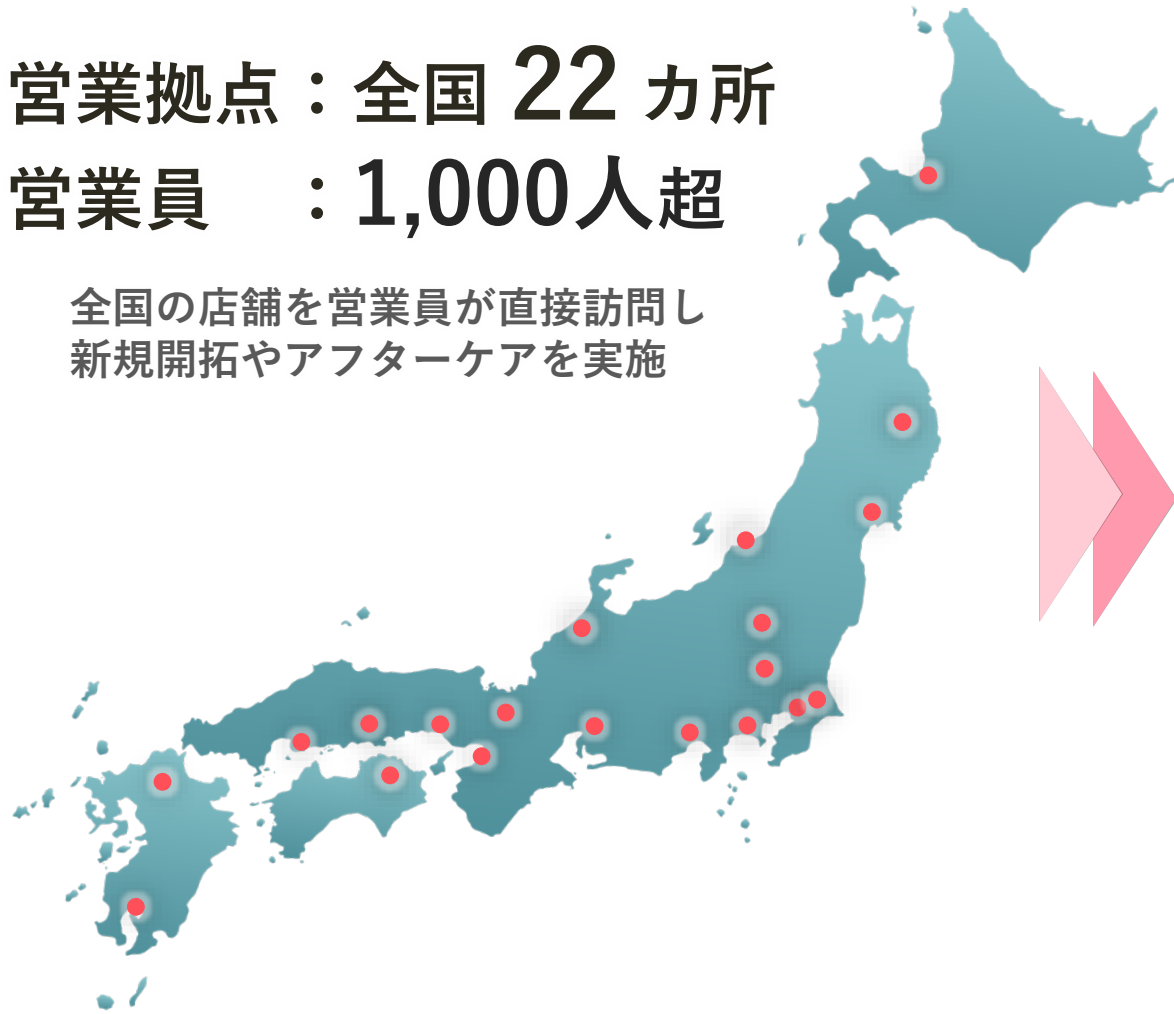 営業拠点：全国 22 カ所
営業員　：1,000人超
全国の店舗を営業員が直接訪問し
新規開拓やアフターケアを実施